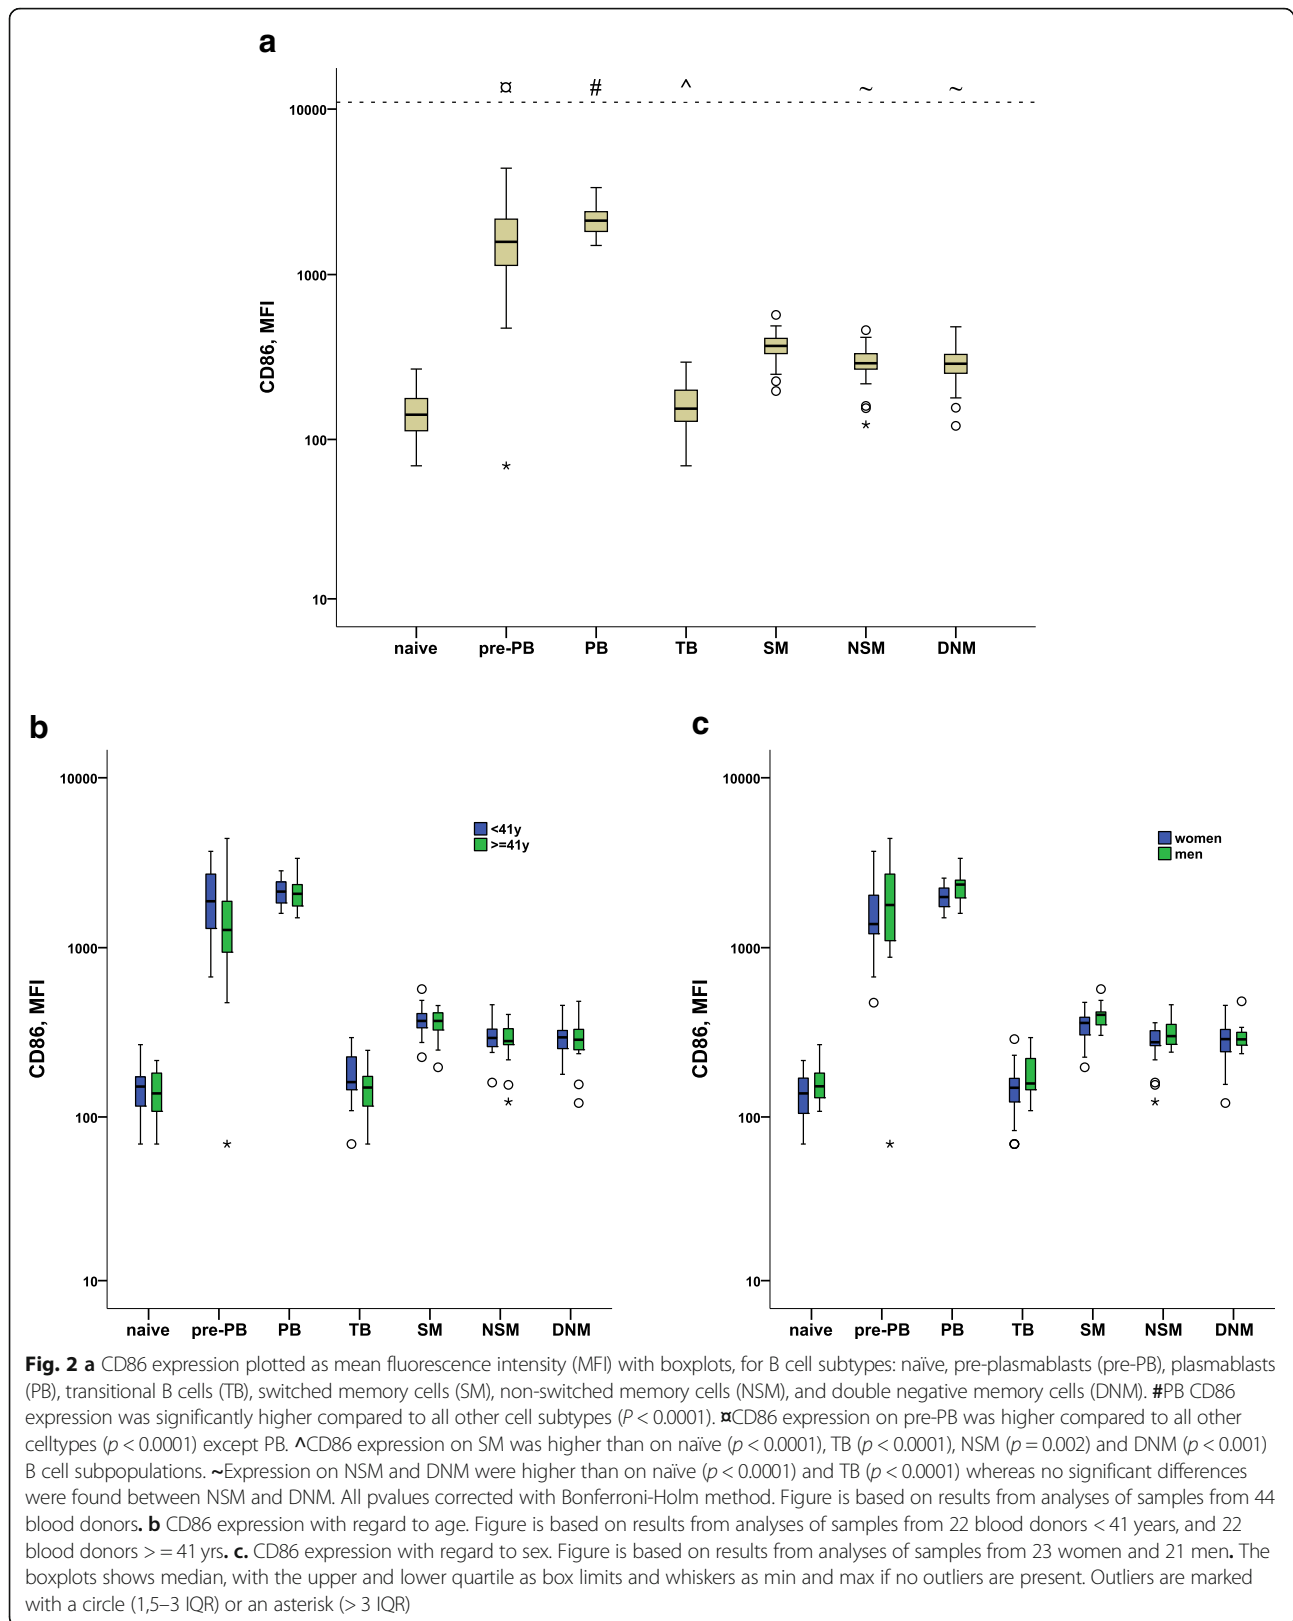 a
¤ # ^ ~ ~
10000
1000
100
10
CD86, MFI
naive pre-PB PB TB SM NSM DNM
b
10000
1000
100
10
CD86, MFI
<41y
>=41y
naive pre-PB PB TB SM NSM DNM
c
10000
1000
100
10
CD86, MFI
women
men
naive pre-PB PB TB SM NSM DNM
Fig. 2 a CD86 expression plotted as mean fluorescence intensity (MFI) with boxplots, for B cell subtypes: naïve, pre-plasmablasts (pre-PB), plasmablasts
(PB), transitional B cells (TB), switched memory cells (SM), non-switched memory cells (NSM), and double negative memory cells (DNM). #PB CD86
expression was significantly higher compared to all other cell subtypes (P < 0.0001). ¤CD86 expression on pre-PB was higher compared to all other
celltypes (p < 0.0001) except PB. ^CD86 expression on SM was higher than on naïve (p < 0.0001), TB (p < 0.0001), NSM (p = 0.002) and DNM (p < 0.001)
B cell subpopulations. ~Expression on NSM and DNM were higher than on naïve (p < 0.0001) and TB (p < 0.0001) whereas no significant differences
were found between NSM and DNM. All pvalues corrected with Bonferroni-Holm method. Figure is based on results from analyses of samples from 44
blood donors. b CD86 expression with regard to age. Figure is based on results from analyses of samples from 22 blood donors < 41 years, and 22
blood donors > = 41 yrs. c. CD86 expression with regard to sex. Figure is based on results from analyses of samples from 23 women and 21 men. The
boxplots shows median, with the upper and lower quartile as box limits and whiskers as min and max if no outliers are present. Outliers are marked
with a circle (1,5–3 IQR) or an asterisk (> 3 IQR)